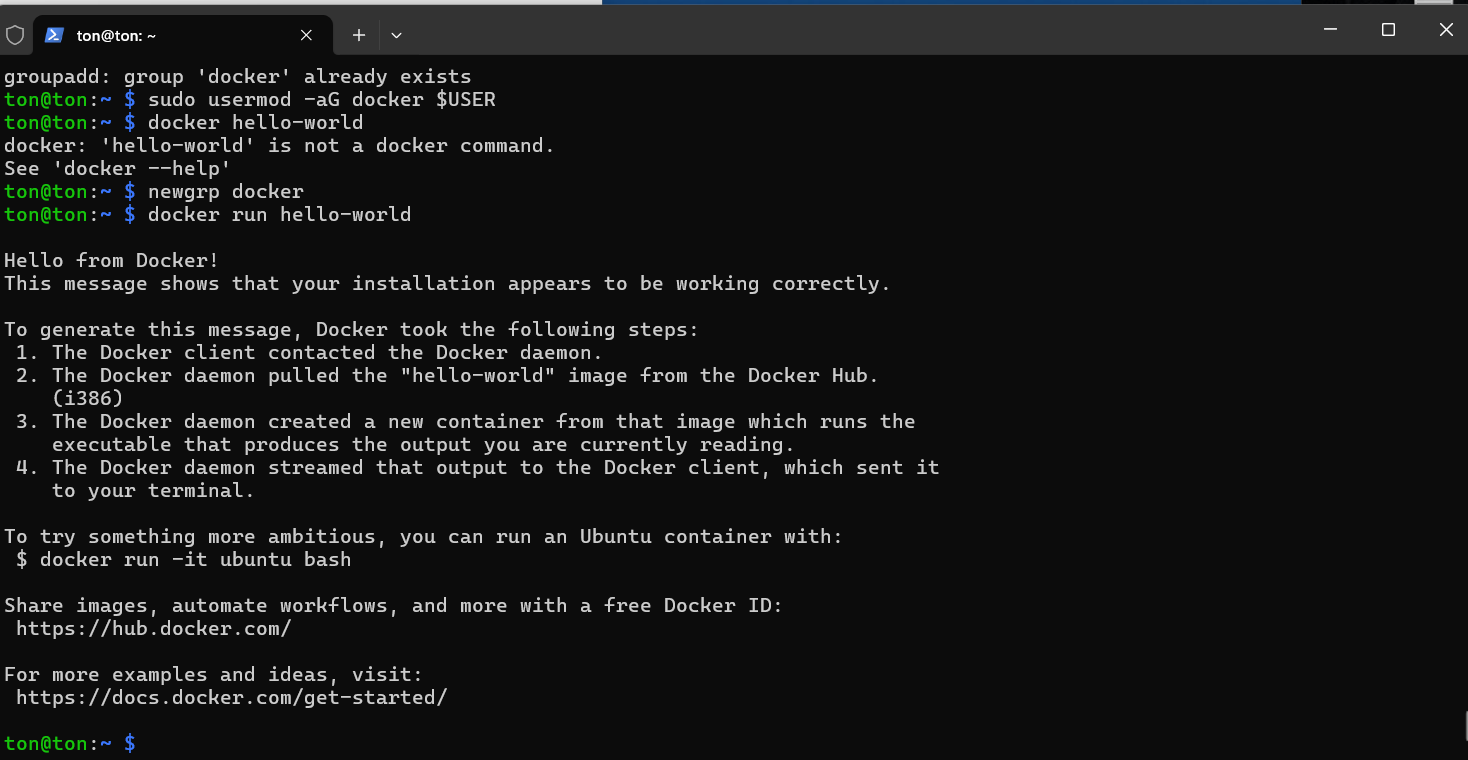 ton@ton: ~
groupadd: group 'docker' already exists
ton@ton:~ $ sudo usermod -aG docker $USER
ton@ton:~ $ docker hello-world
docker: 'hello-world' is not a docker command.
See 'docker --help'
ton@ton:~ $ newgrp docker
ton@ton:~ $ docker run hello-world
Hello from Docker!
This message shows that your installation appears to be working correctly.
To generate this message, Docker took the following steps:
1. The Docker client contacted the Docker daemon.
2. The Docker daemon pulled the "hello-world" image from the Docker Hub.
(i386)
3. The Docker daemon created a new container from that image which runs the
executable that produces the output you are currently reading.
4. The Docker daemon streamed that output to the Docker client, which sent it
to your terminal.
To try something more ambitious, you can run an Ubuntu container with:
$ docker run -it ubuntu bash
Share images, automate workflows, and more with a free Docker ID:
https://hub.docker.com/
For more examples and ideas, visit:
https://docs.docker.com/get-started/
ton@ton:~ $